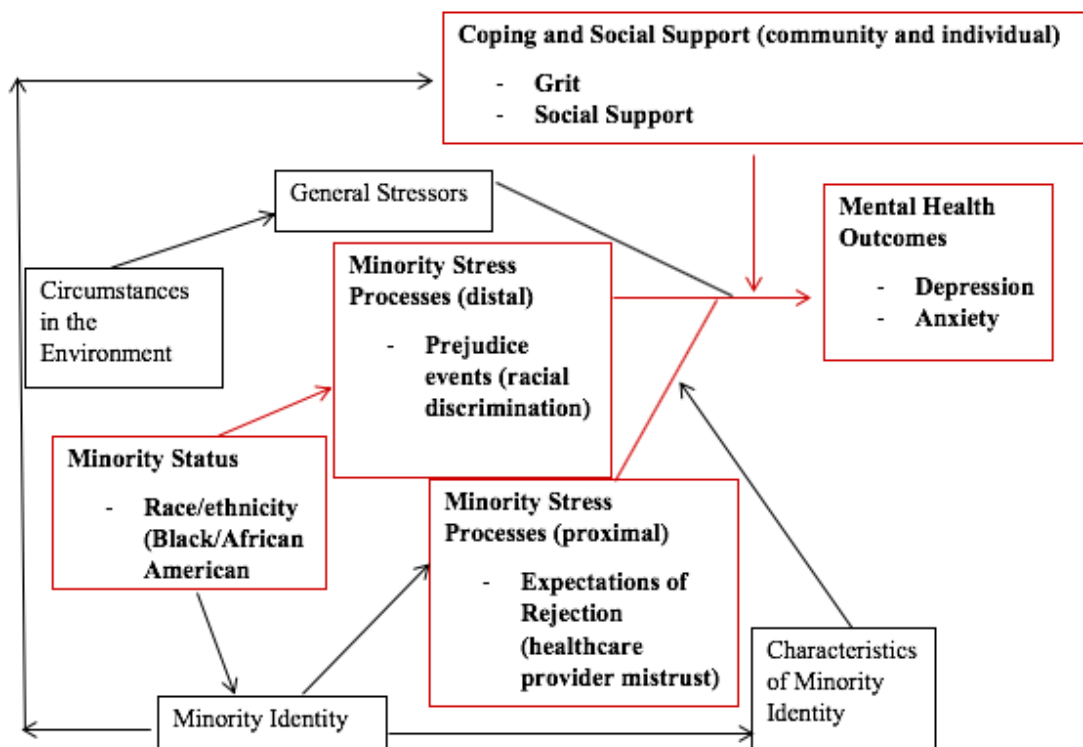 Coping and Social Support (community and individual)
- Grit
- Social Support
General Stressors
Mental Health
Outcomes
- Depression
- Anxiety
Minority Stress
Processes (distal)
- Prejudice
events (racial
discrimination)
Circumstances
in the
Environment
Minority Status
- Race/ethnicity
(Black/African
American
Minority Stress
Processes (proximal)
- Expectations of
Rejection
(healthcare
provider mistrust)
Characteristics
of Minority
Identity
Minority Identity